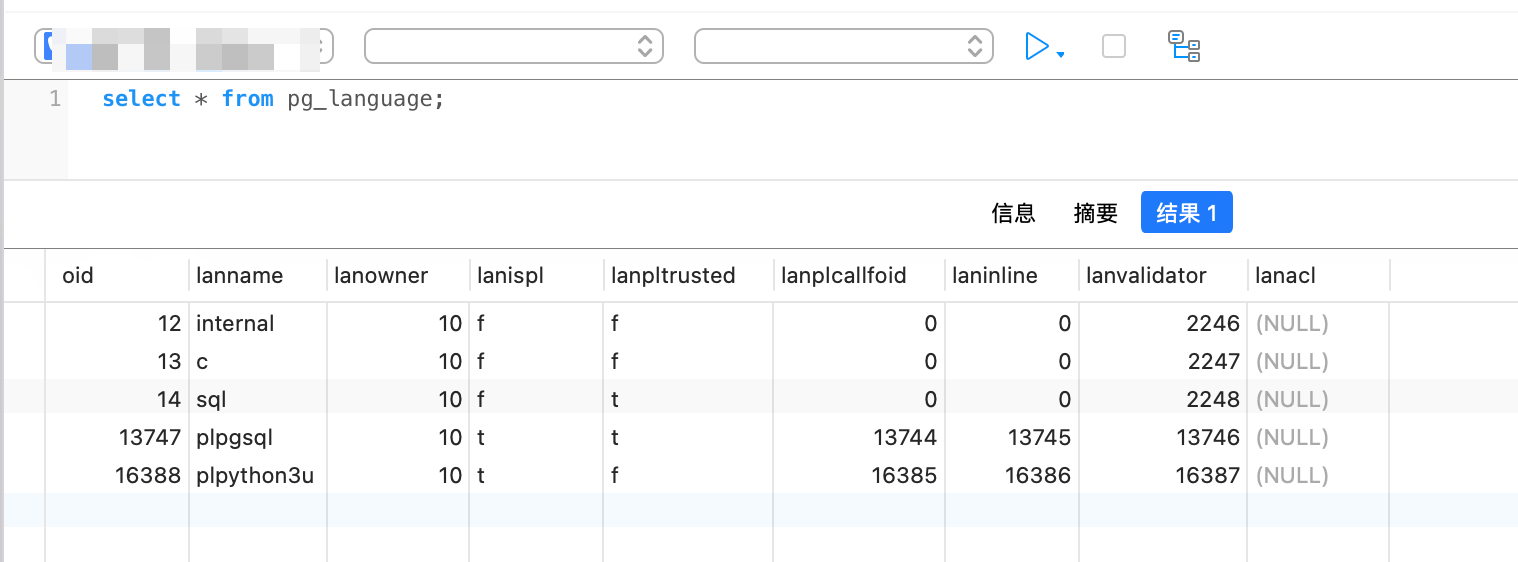 1 select * from pg_language;
信息 摘要 结果 1
oid lanname lanowner lanispl lanpltrusted lanplcallfoid laninline lanvalidator lanacl
12 internal 10 f f 0 0 2246 (NULL)
13 c 10 f f 0 0 2247 (NULL)
14 sql 10 f t 0 0 2248 (NULL)
13747 plpgsql 10 t t 13744 13745 13746 (NULL)
16388 plpython3u 10 t f 16385 16386 16387 (NULL)